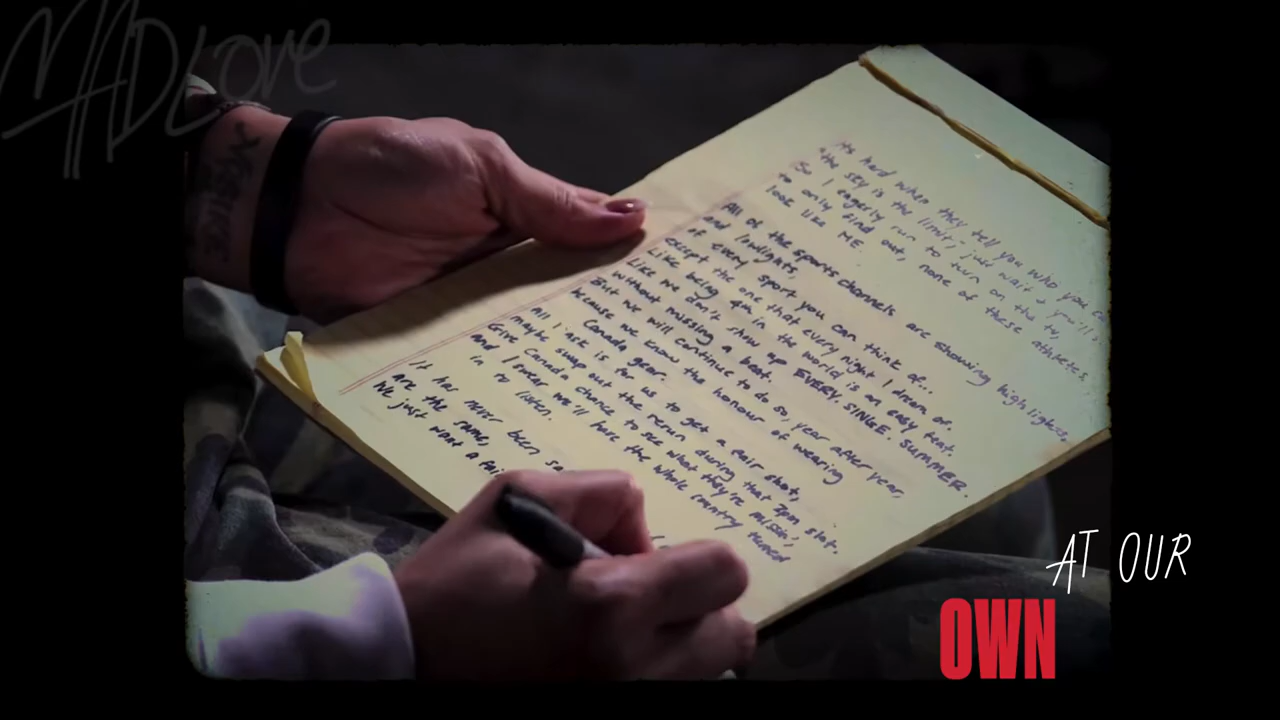 MADLove
It's hard when they tell you who you
the sky is the limit - just wait + you'll
So I eagerly run to turn on the tv,
to only find out, none of these athletes
look like ME
All of the sports channels are showing highlights
and lowlights,
of every sport you can think of..
except the one that every night I dream of.
Like being 4th in the world is an easy feat.
Like we don't show up EVERY. SINGE. SUMMER.
without missing a beat.
But we will continue to do so, year after year
because we know the honour of wearing
Canada gear.
All I ask is for us to get a fair shot,
maybe swap out the rerun during that 2pm slot.
Give Canada a choice to see what they're missin',
and I swear we'll have the whole country tuned
in to listen.
It has never been
are the same,
We just want a
AT OUR
OWN